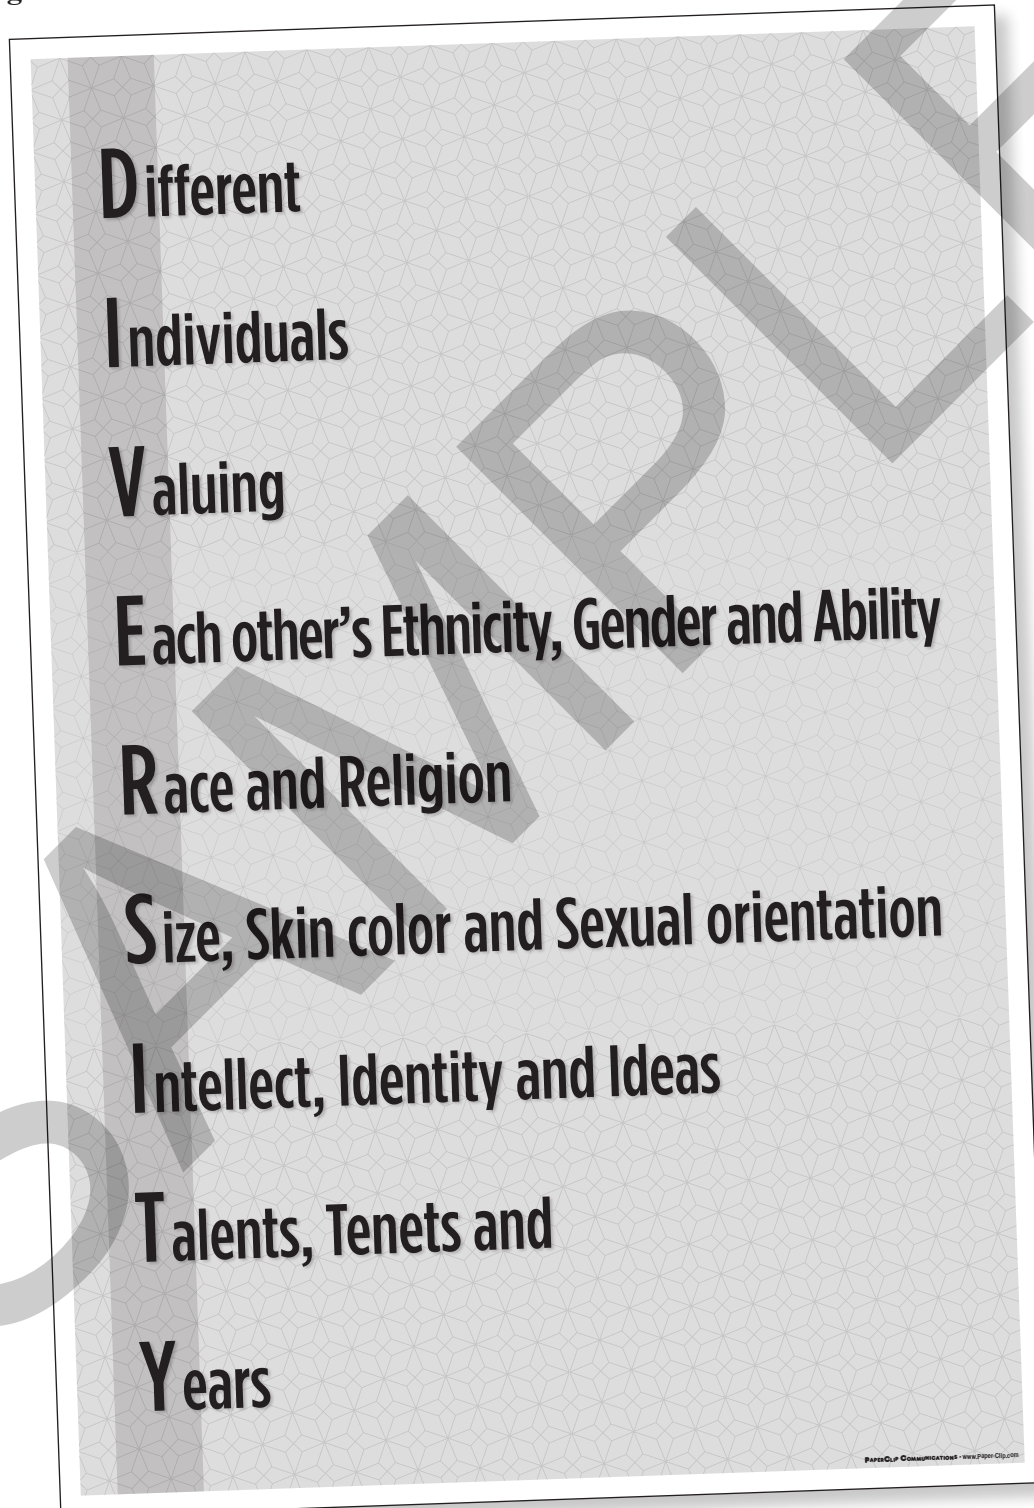 Different
Individuals
Valuing
Each other’s Ethnicity, Gender and Ability
Race and Religion
Size, Skin color and Sexual orientation
Intellect, Identity and Ideas
Talents, Tenets and
Years
PAPERCLIP COMMUNICATIONS • www.Paper-Clip.com
SAMPLE